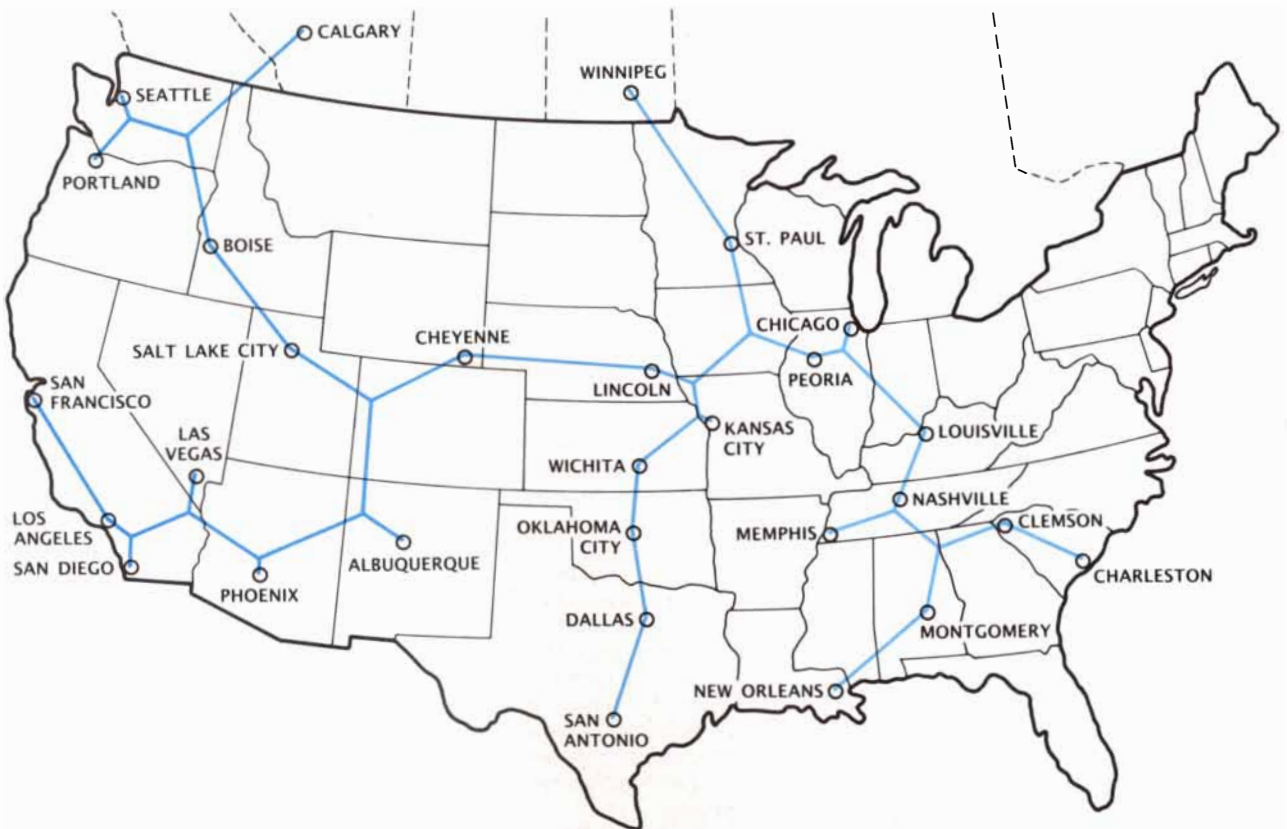 CALGARY
WINNIPEG
SEATTLE
PORTLAND
BOISE
ST. PAUL
CHEYENNE
CHICAGO
SALT LAKE CITY
PEORIA
LINCOLN
SAN
FRANCISCO
KANSAS
CITY
LOUISVILLE
LAS
VEGAS
WICHITA
NASHVILLE
LOS
ANGELES
OKLAHOMA
CITY
MEMPHIS
CLEMSON
SAN DIEGO
ALBUQUERQUE
CHARLESTON
PHOENIX
DALLAS
MONTGOMERY
NEW ORLEANS
SAN
ANTONIO